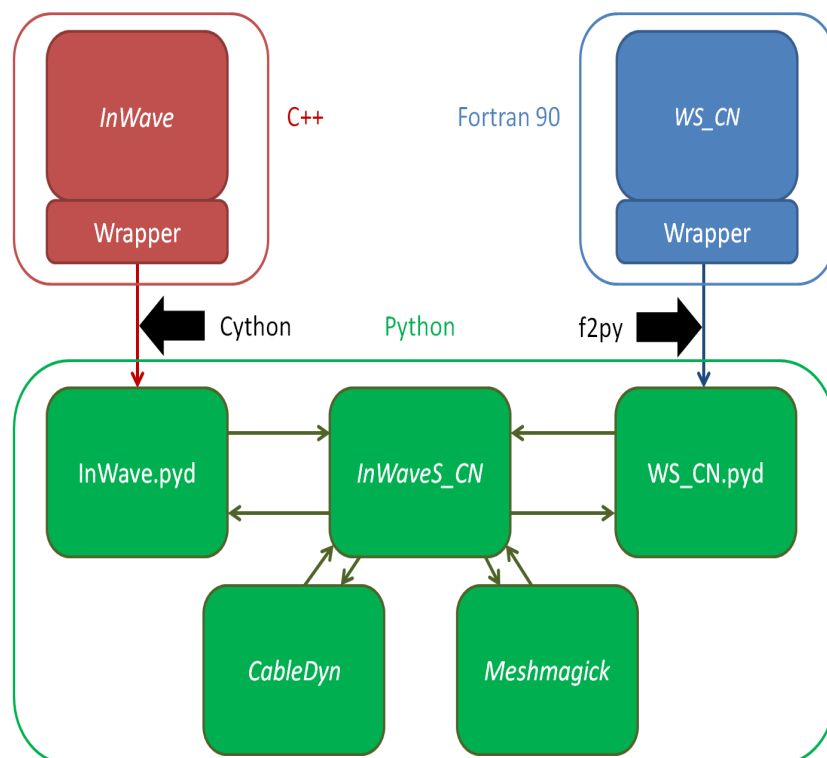 InWave
C++
Fortran 90
WS_CN
Wrapper
Wrapper
Cython
Python
f2py
InWave.pyd
InWaveS_CN
WS_CN.pyd
CableDyn
Meshmagick